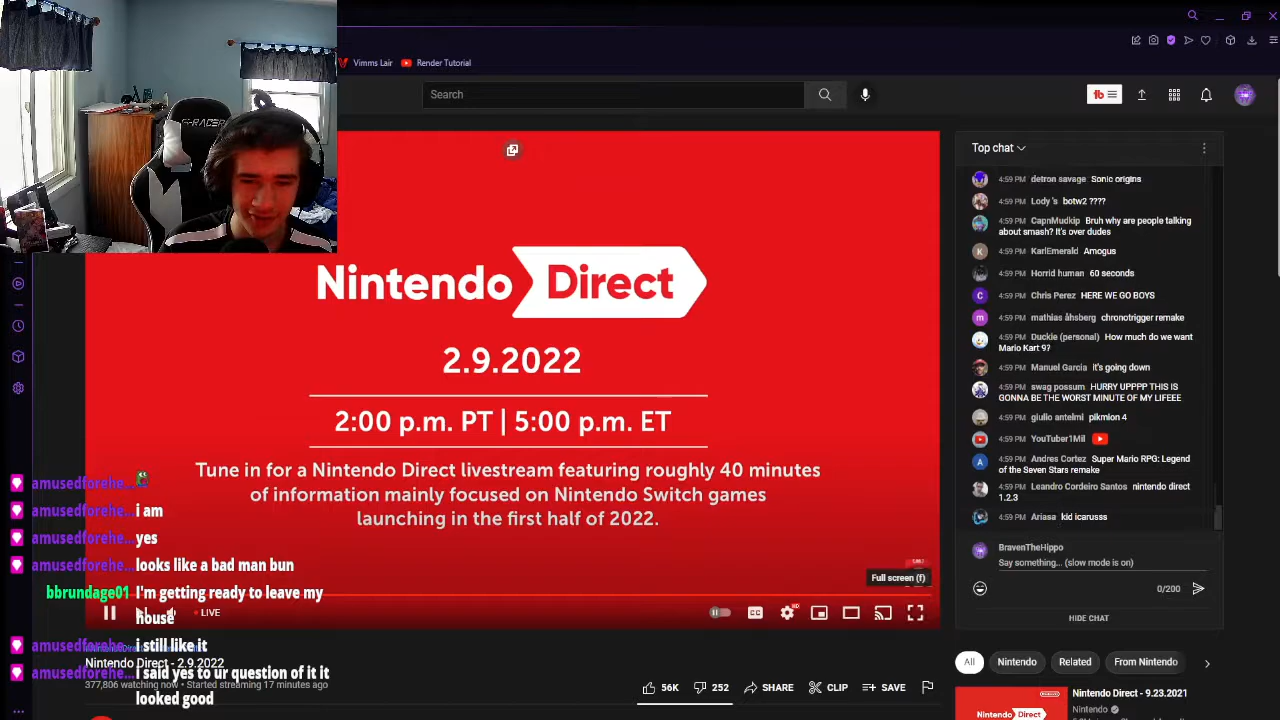 Vimms Lair
Render Tutorial
Search
Nintendo Direct
2.9.2022
2:00 p.m. PT | 5:00 p.m. ET
Tune in for a Nintendo Direct livestream featuring roughly 40 minutes
of information mainly focused on Nintendo Switch games
launching in the first half of 2022.
Full screen (f)
LIVE
Nintendo Direct - 2.9.2022
377,806 watching now • Started streaming 17 minutes ago
56K
252
SHARE
CLIP
SAVE
amusedforehe...
amusedforehe... i am
amusedforehe... yes
amusedforehe... looks like a bad man bun
bbrundage01 I'm getting ready to leave my
house
amusedforehe... i still like it
amusedforehe... i said yes to ur question of it it
looked good
Top chat
4:59 PM detron savage Sonic origins
4:59 PM Lody 's botw2 ????
4:59 PM CapnMudkip Bruh why are people talking
about smash? It's over dudes
4:59 PM KarlEmerald Amogus
4:59 PM Horrid human 60 seconds
4:59 PM Chris Perez HERE WE GO BOYS
4:59 PM mathias åhsberg chronotrigger remake
4:59 PM Duckie (personal) How much do we want
Mario Kart 9?
4:59 PM Manuel Garcia it's going down
4:59 PM swag possum HURRY UPPPP THIS IS
GONNA BE THE WORST MINUTE OF MY LIFEEE
4:59 PM giulio antelmi pikmion 4
4:59 PM YouTuber1Mil
4:59 PM Andres Cortez Super Mario RPG: Legend
of the Seven Stars remake
4:59 PM Leandro Cordeiro Santos nintendo direct
1.2.3
4:59 PM Ariasa kid icarusss
BravenTheHippo
Say something... (slow mode is on)
0/200
HIDE CHAT
All
Nintendo
Related
From Nintendo
Nintendo Direct - 9.23.2021
Nintendo
Nintendo Direct